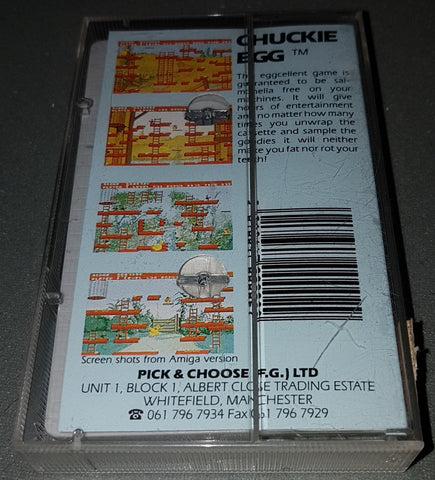 CHUCKIE
EGG ™
This eggcellent game is
guaranteed to be sal-
monella free on your
machines. It will give
hours of entertainment
and no matter how many
times you unwrap the
cassette and sample the
goodies it will neither
make you fat nor rot your
teeth!
Screen shots from Amiga version
PICK & CHOOSE (F.G.) LTD
UNIT 1, BLOCK 1, ALBERT CLOSE TRADING ESTATE
WHITEFIELD, MANCHESTER
☎ 061 796 7934 Fax 061 796 7929